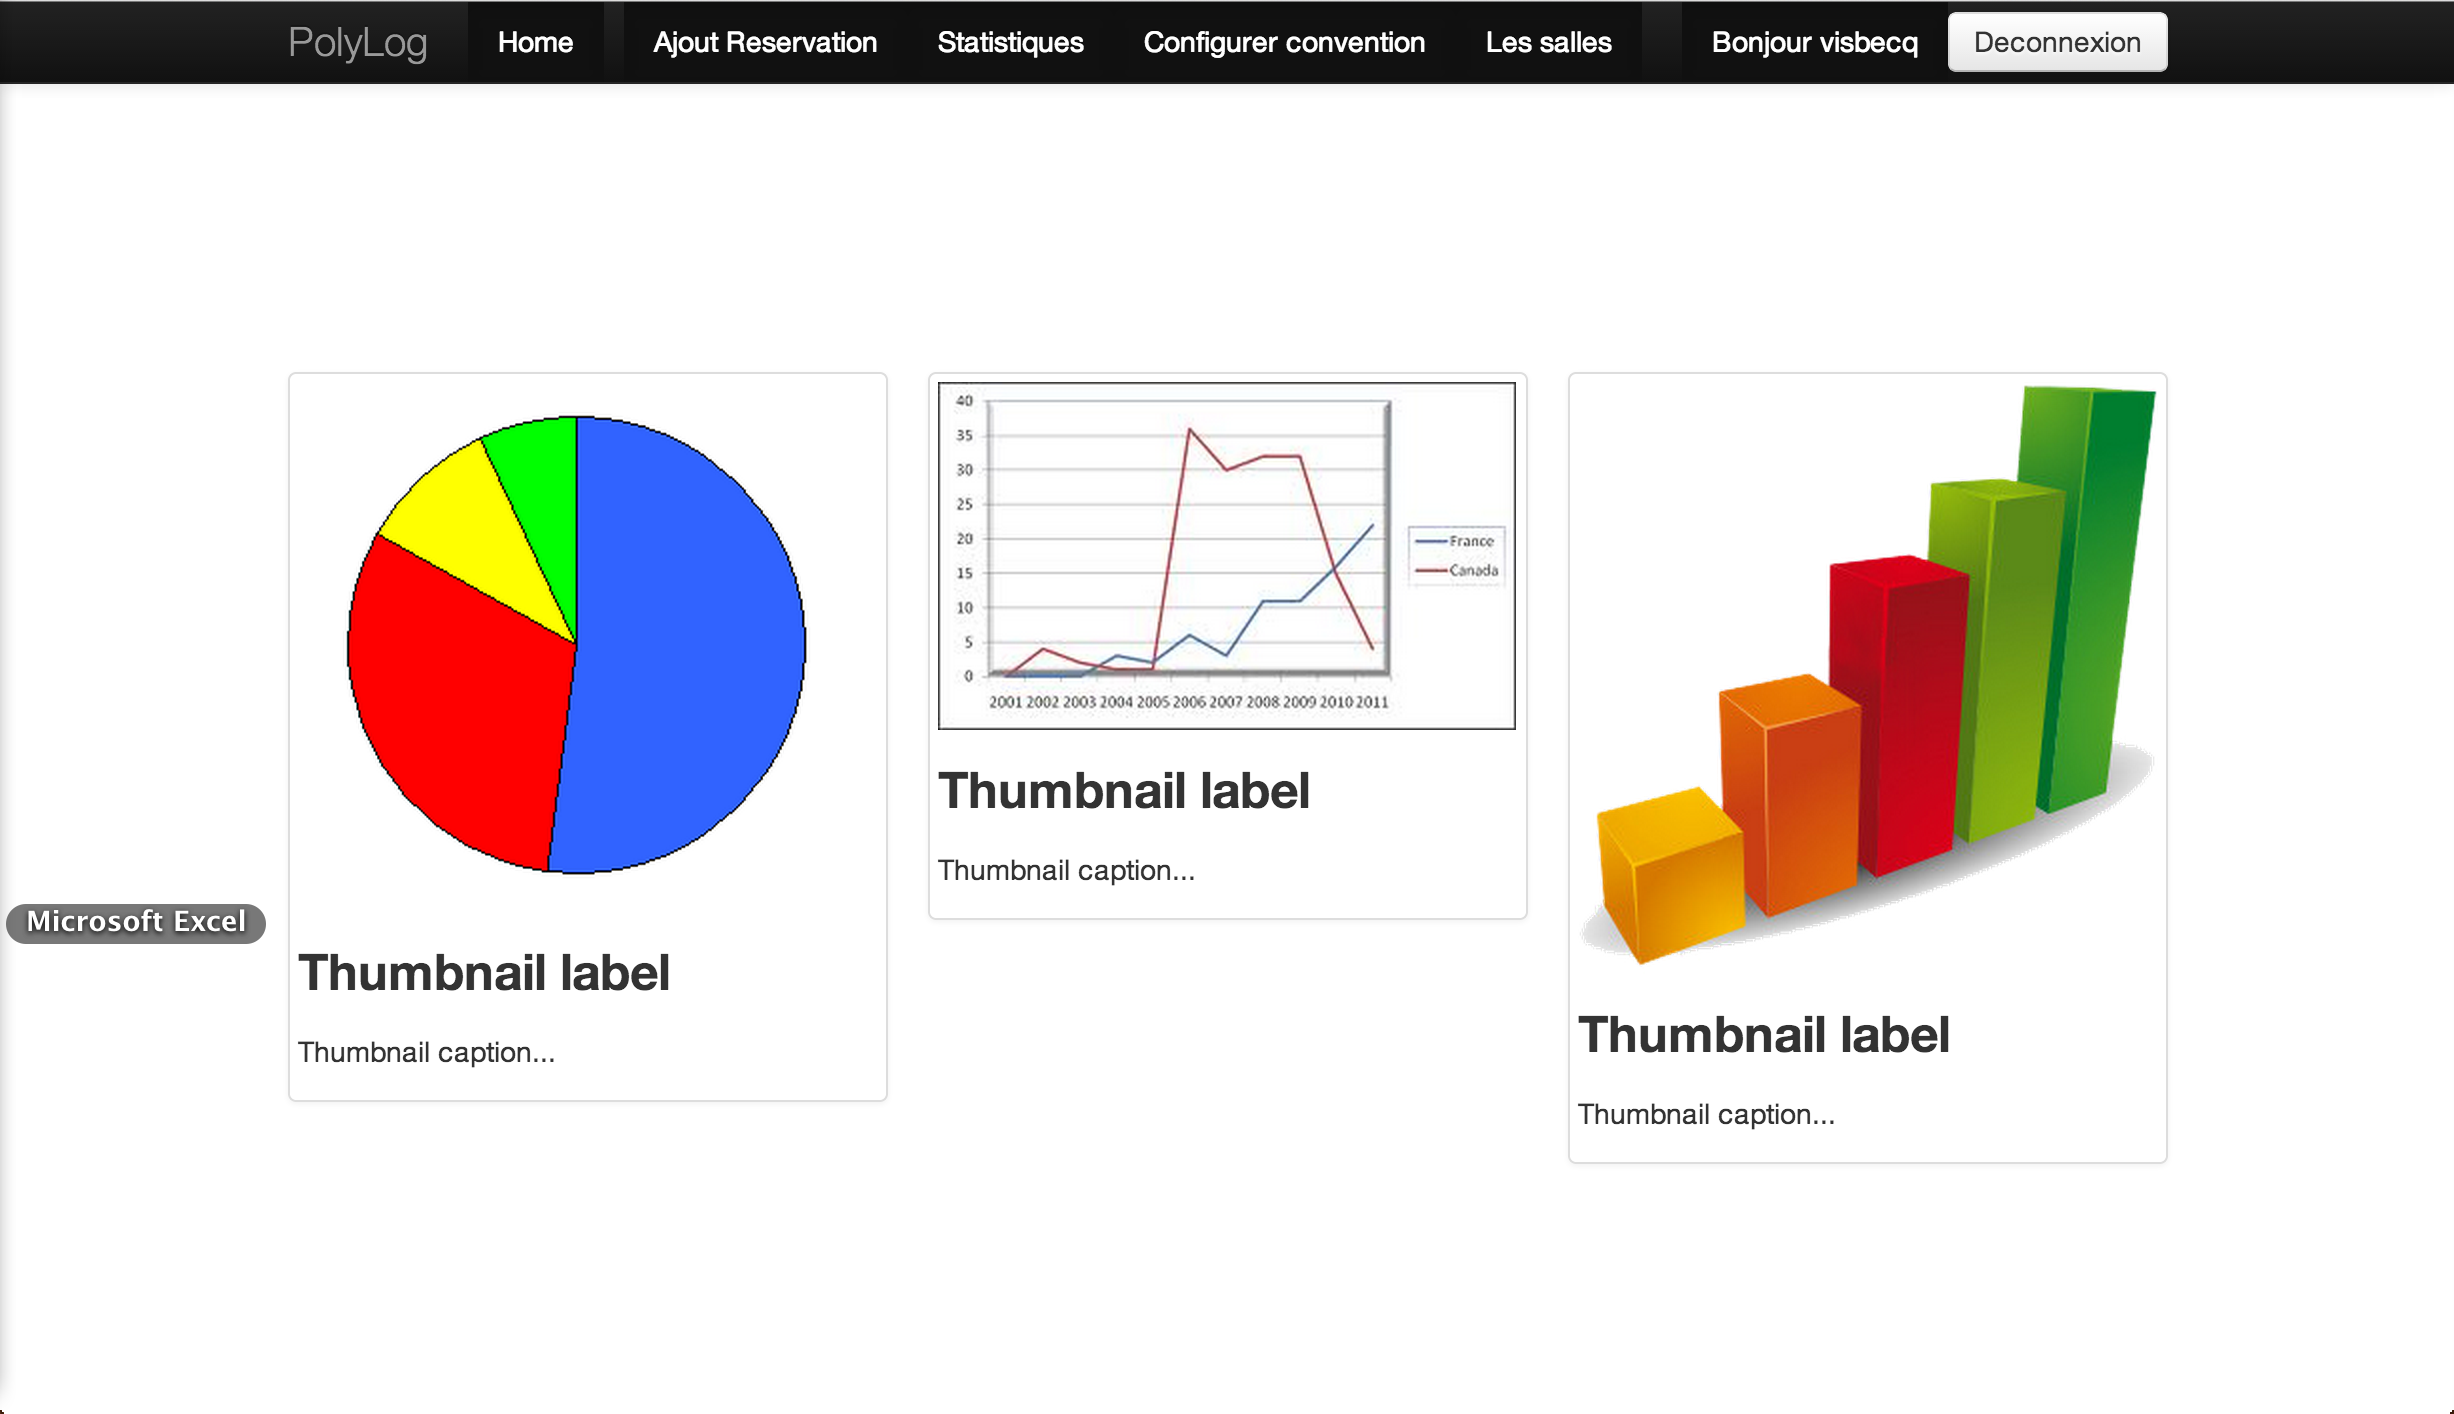 PolyLog Home Ajout Reservation Statistiques Configurer convention Les salles Bonjour visbecq Deconnexion
40
35
30
25
20
15
10
5
0
2001 2002 2003 2004 2005 2006 2007 2008 2009 2010 2011
France
Canada
Thumbnail label
Thumbnail caption...
Microsoft Excel
Thumbnail label
Thumbnail caption...
Thumbnail label
Thumbnail caption...